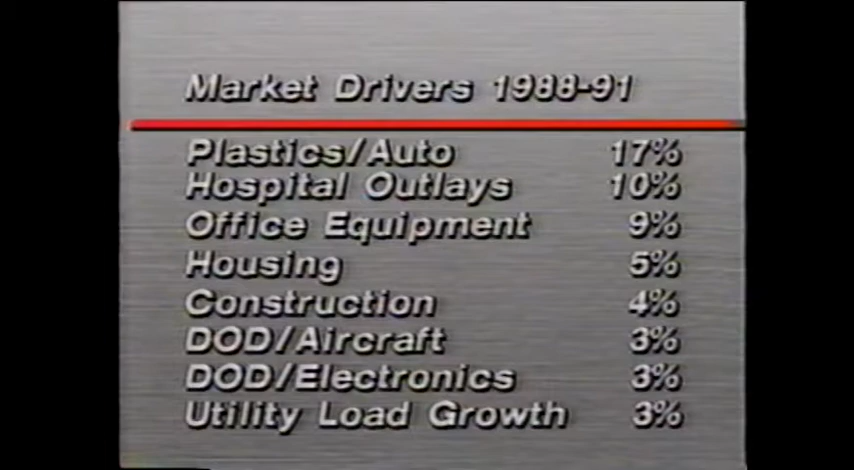 Market Drivers 1988-91
Plastics/Auto 17%
Hospital Outlays 10%
Office Equipment 9%
Housing 5%
Construction 4%
DOD/Aircraft 3%
DOD/Electronics 3%
Utility Load Growth 3%